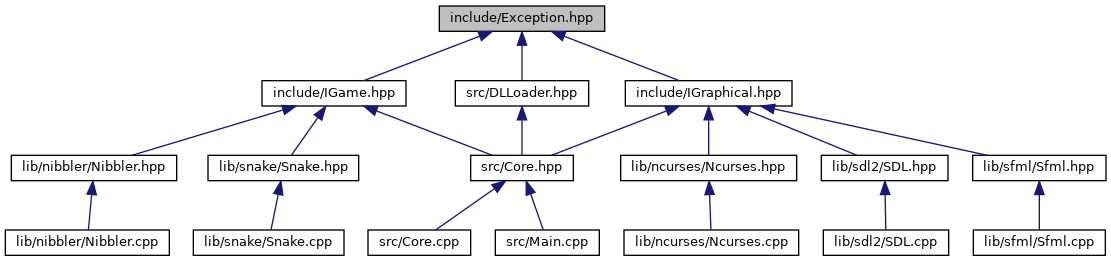 include/Exception.hpp
include/IGame.hpp
src/DLLoader.hpp
include/IGraphical.hpp
lib/nibbler/Nibbler.hpp
lib/snake/Snake.hpp
src/Core.hpp
lib/ncurses/Ncurses.hpp
lib/sdl2/SDL.hpp
lib/sfml/Sfml.hpp
lib/nibbler/Nibbler.cpp
lib/snake/Snake.cpp
src/Core.cpp
src/Main.cpp
lib/ncurses/Ncurses.cpp
lib/sdl2/SDL.cpp
lib/sfml/Sfml.cpp